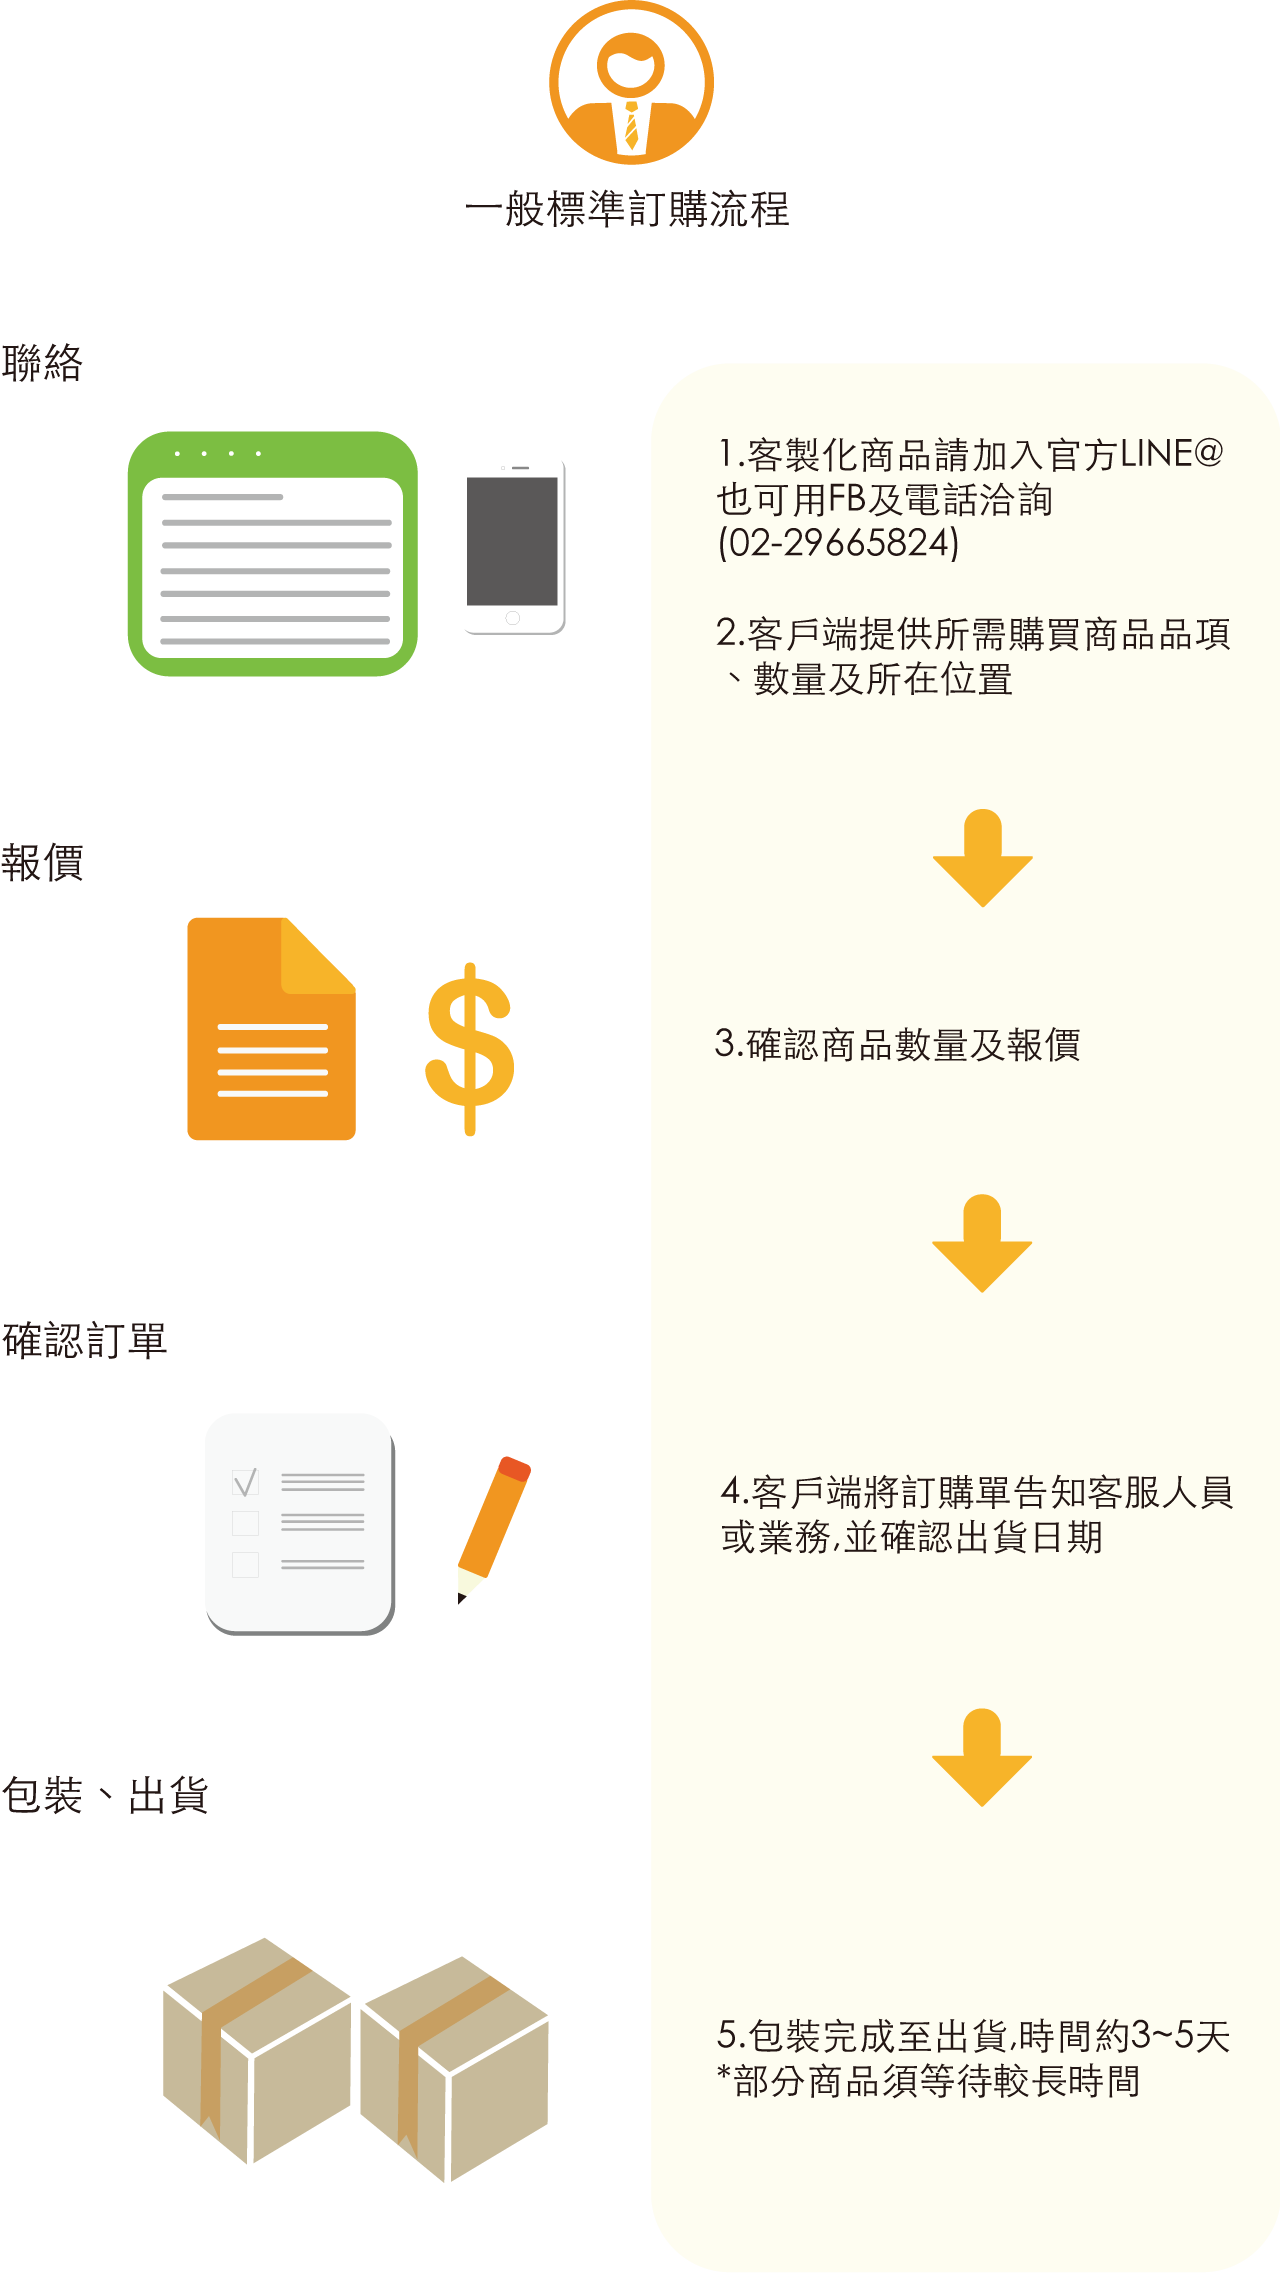 一般標準訂購流程
聯絡
1.客製化商品請加入官方LINE@
也可用FB及電話洽詢
(02-29665824)
2.客戶端提供所需購買商品品項
、數量及所在位置
報價
3.確認商品數量及報價
確認訂單
4.客戶端將訂購單告知客服人員
或業務,並確認出貨日期
包裝、出貨
5.包裝完成至出貨,時間約3~5天
*部分商品須等待較長時間